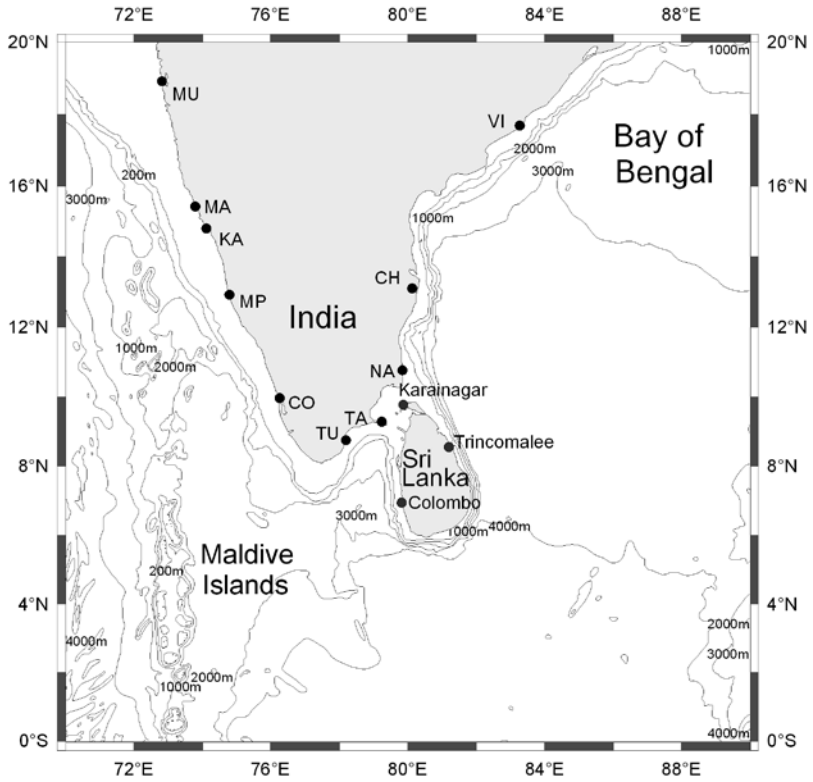 72°E 76°E 80°E 84°E 88°E
20°N 20°N
1000m
MU
VI
Bay of
Bengal
2000m
200m
3000m
16°N 16°N
3000m
MA
1000m
KA
CH
MP
India
12°N 12°N
1000m
2000m
NA
Karainagar
CO
TA
TU
Trincomalee
8°N 8°N
Sri
Lanka
Colombo
3000m
1000m 4000m
Maldive
Islands
200m
4°N 4°N
2000m
4000m
3000m
2000m
1000m
4000m
0°S 0°S
72°E 76°E 80°E 84°E 88°E